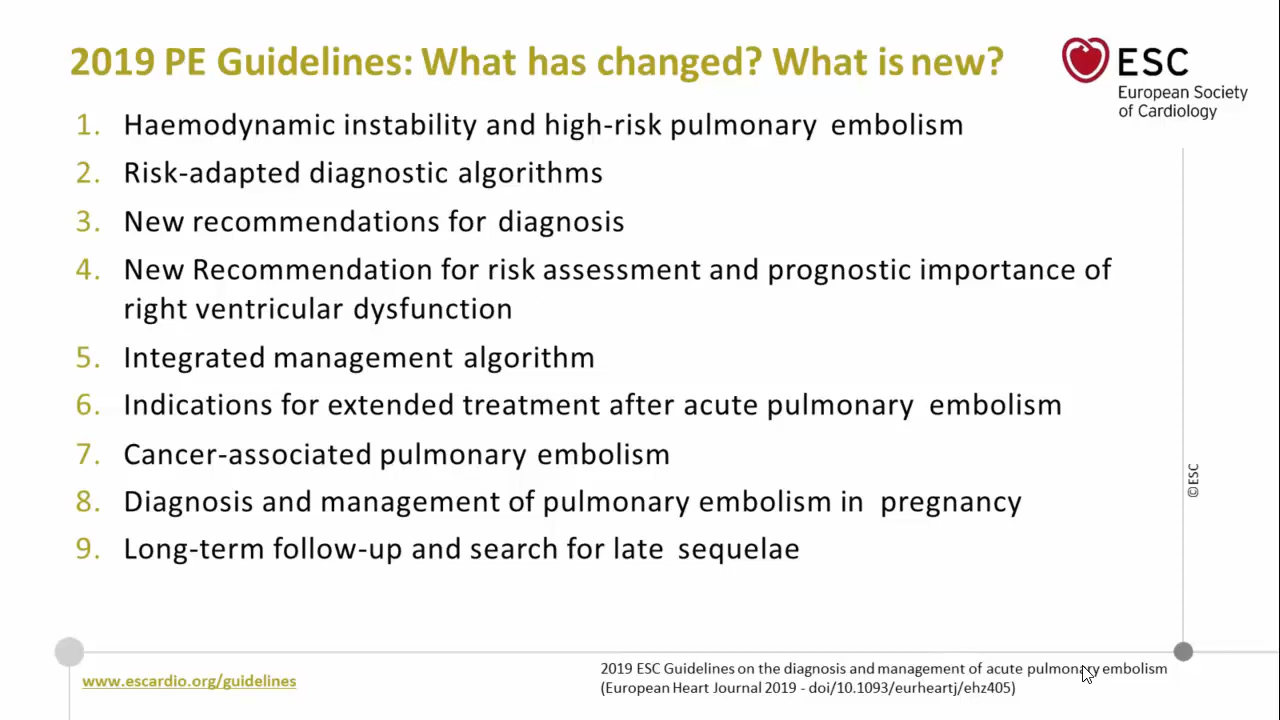 2019 PE Guidelines: What has changed? What is new?
ESC
European Society
of Cardiology
1. Haemodynamic instability and high-risk pulmonary embolism
2. Risk-adapted diagnostic algorithms
3. New recommendations for diagnosis
4. New Recommendation for risk assessment and prognostic importance of
right ventricular dysfunction
5. Integrated management algorithm
6. Indications for extended treatment after acute pulmonary embolism
7. Cancer-associated pulmonary embolism
8. Diagnosis and management of pulmonary embolism in pregnancy
9. Long-term follow-up and search for late sequelae
©ESC
www.escardio.org/guidelines
2019 ESC Guidelines on the diagnosis and management of acute pulmonary embolism
(European Heart Journal 2019 - doi/10.1093/eurheartj/ehz405)